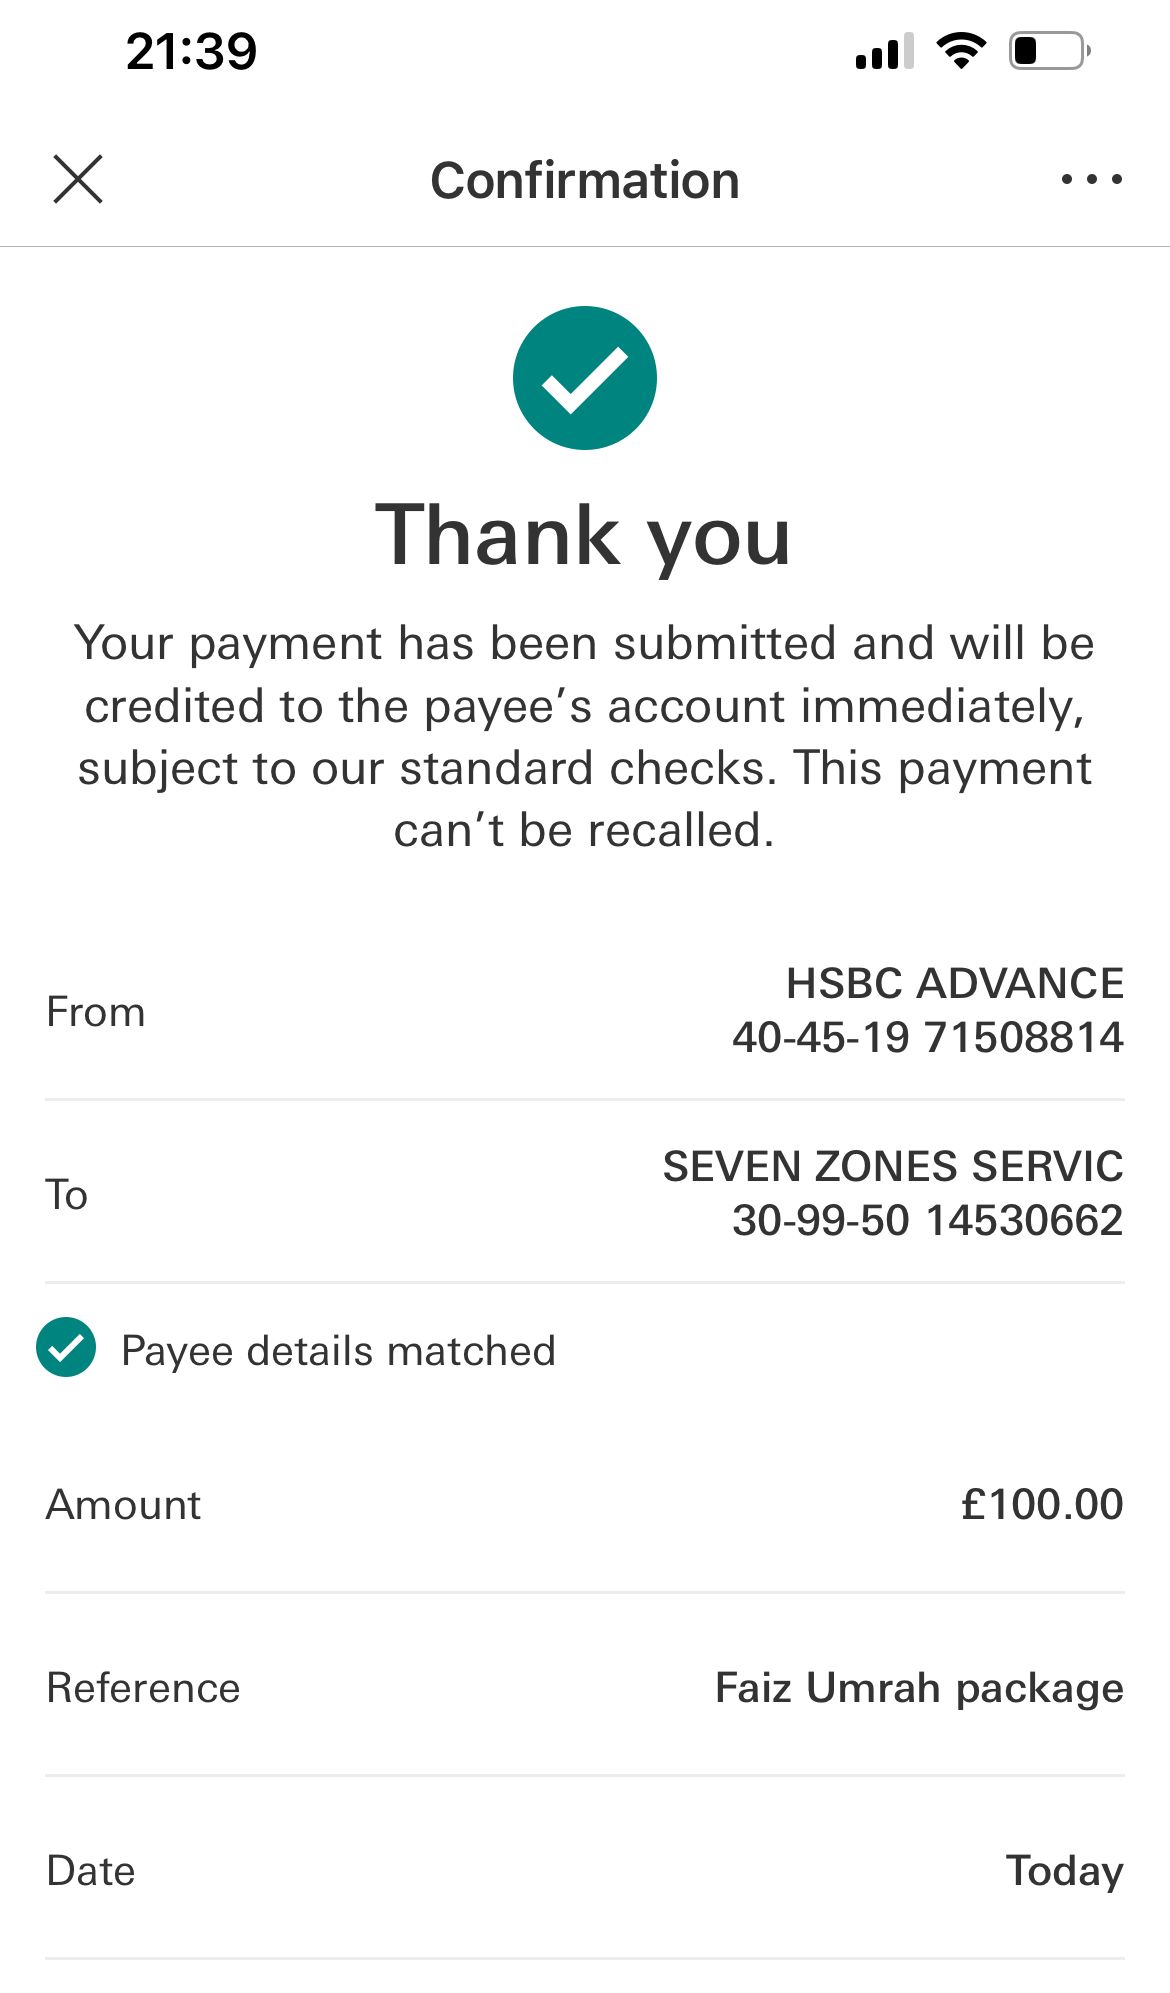 21:39
Confirmation
Thank you
Your payment has been submitted and will be
credited to the payee’s account immediately,
subject to our standard checks. This payment
can’t be recalled.
From
HSBC ADVANCE
40-45-19 71508814
To
SEVEN ZONES SERVIC
30-99-50 14530662
Payee details matched
Amount
£100.00
Reference
Faiz Umrah package
Date
Today